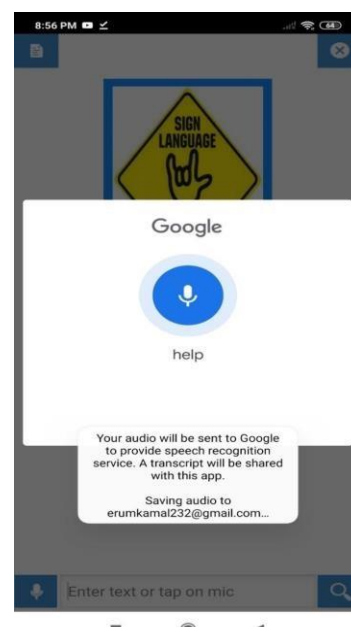 8:56 PM
44
SIGN
LANGUAGE
Google
help
Your audio will be sent to Google
to provide speech recognition
service. A transcript will be shared
with this app.
Saving audio to
erumkamal232@gmail.com...
Enter text or tap on mic